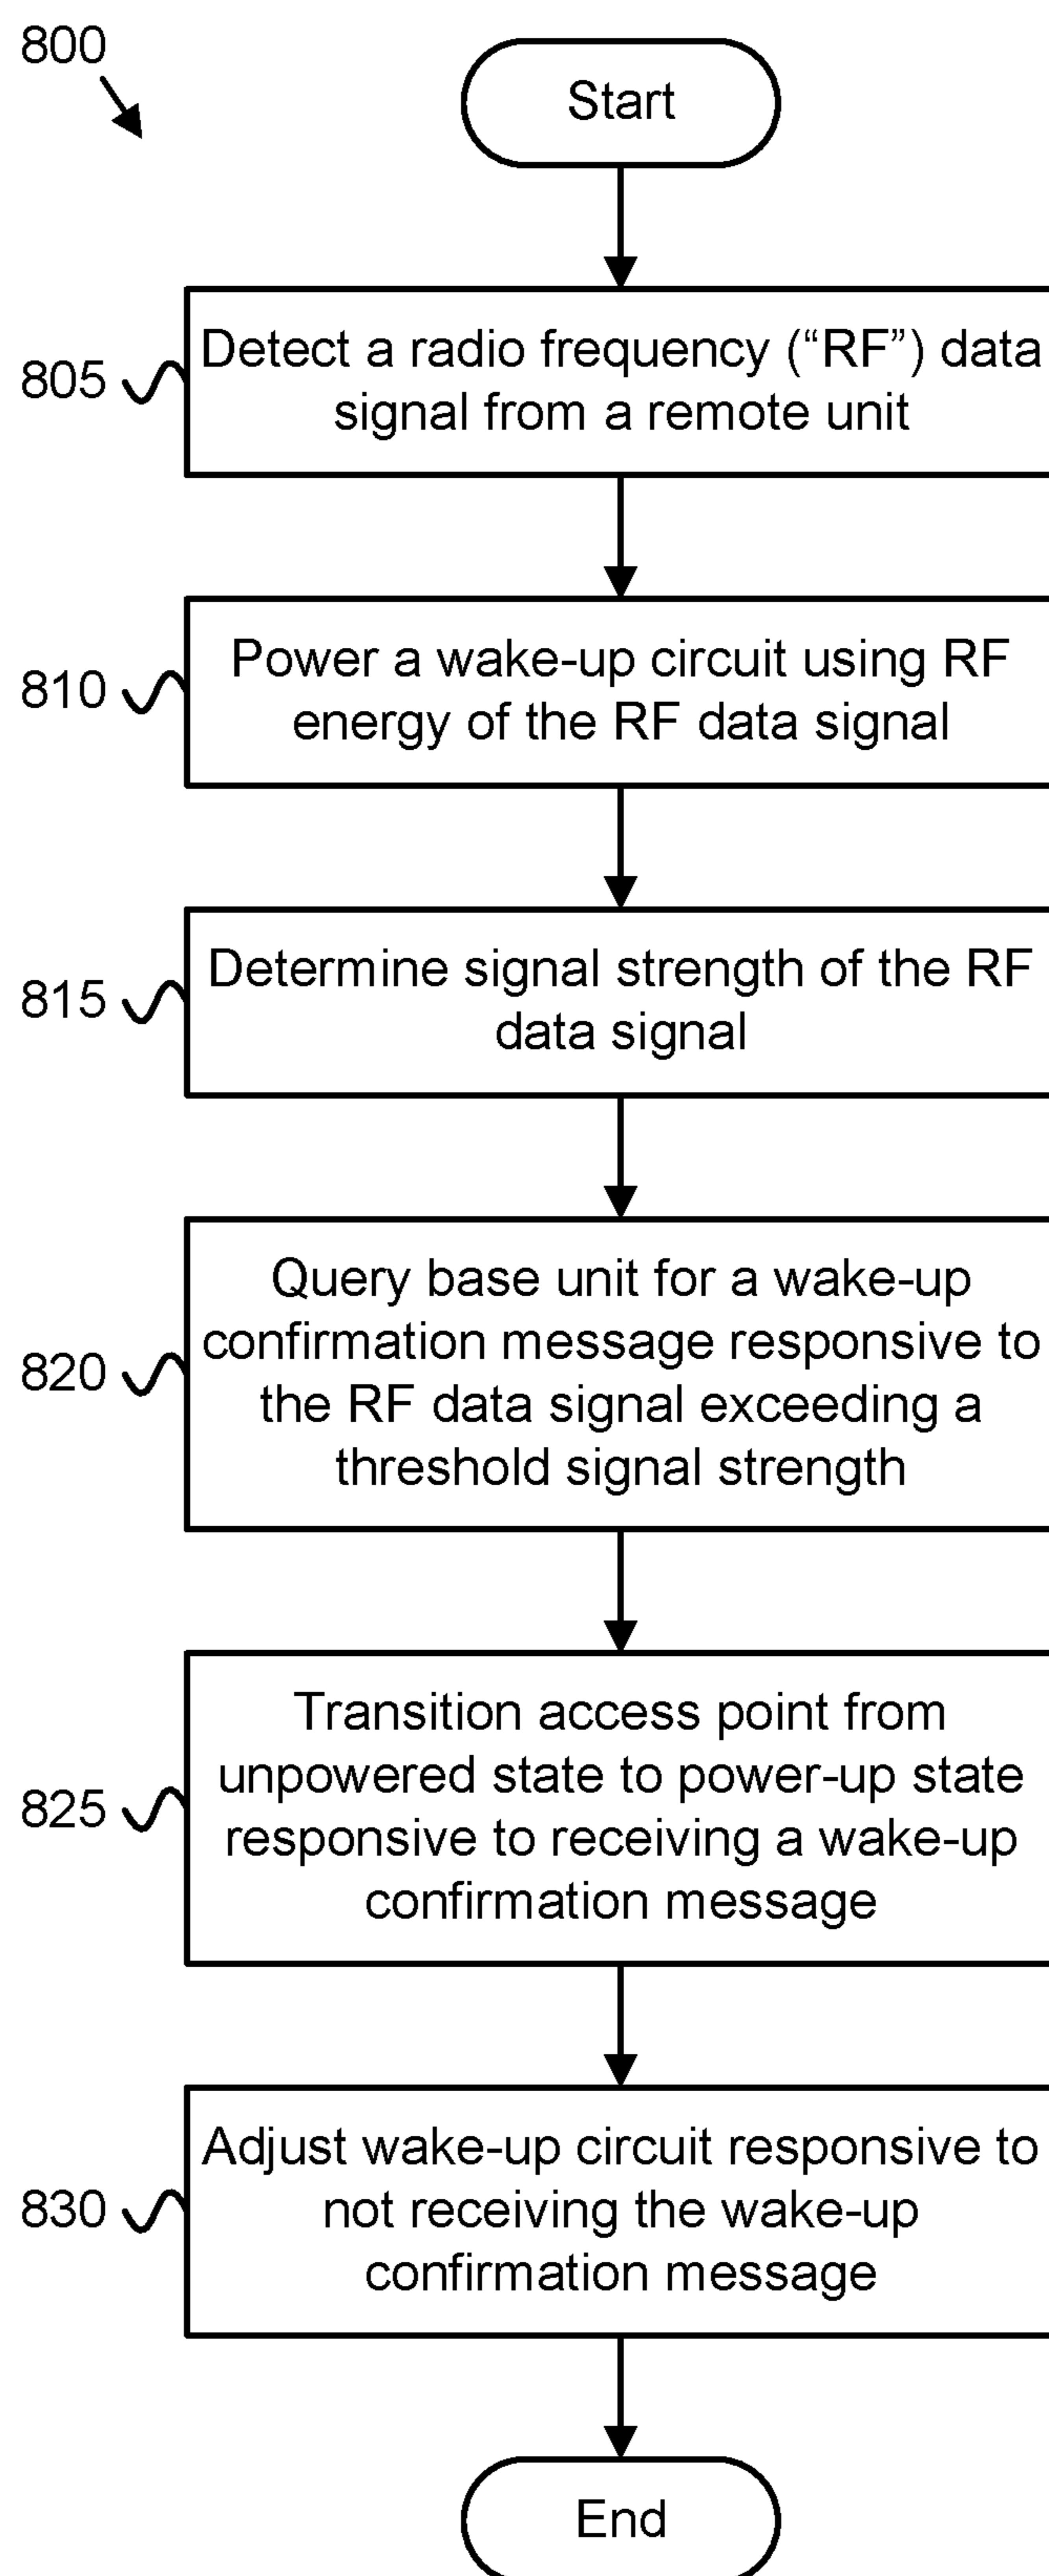 800
Start
805
Detect a radio frequency (“RF”) data
signal from a remote unit
810
Power a wake-up circuit using RF
energy of the RF data signal
815
Determine signal strength of the RF
data signal
820
Query base unit for a wake-up
confirmation message responsive to
the RF data signal exceeding a
threshold signal strength
825
Transition access point from
unpowered state to power-up state
responsive to receiving a wake-up
confirmation message
830
Adjust wake-up circuit responsive to
not receiving the wake-up
confirmation message
End